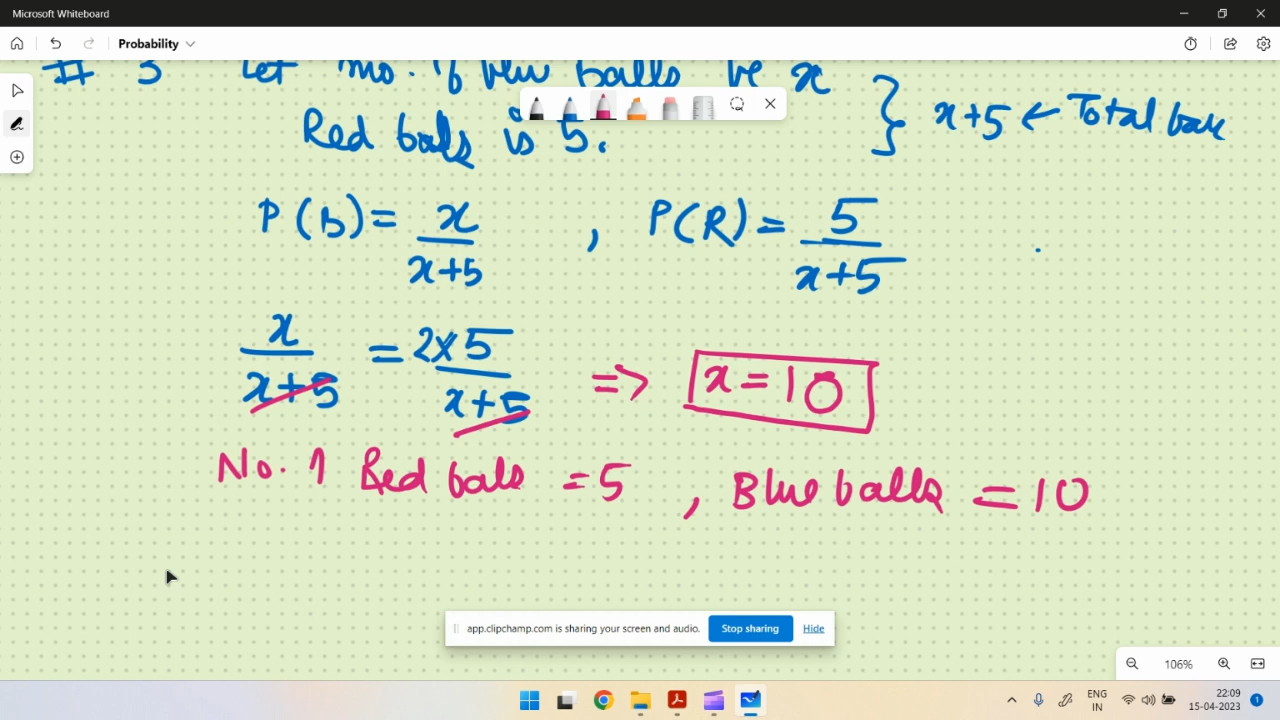 Microsoft Whiteboard
Probability
# 3 Let no. of blue balls be x
Red balls is 5.
x+5 ← Total
P(B) = x/x+5 , P(R) = 5/x+5
x/x+5 = 2×5/x+5 => x = 10
No. of Red balls = 5 , Blue balls = 10
app.clipchamp.com is sharing your screen and audio. Stop sharing Hide
106%
ENG IN
22:09
15-04-2023
1